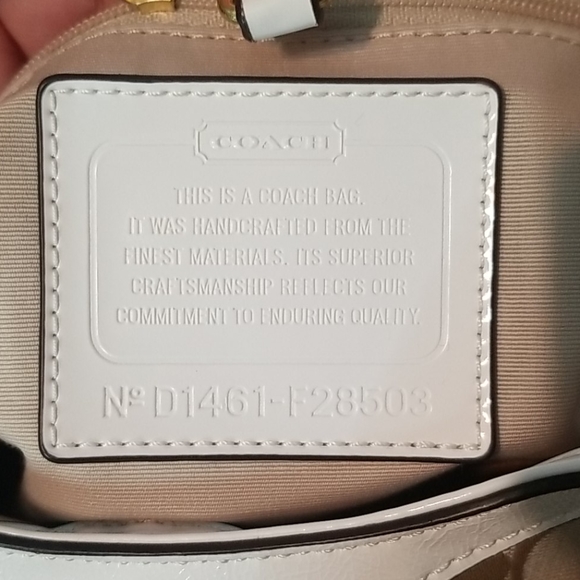 COACH
THIS IS A COACH BAG.
IT WAS HANDCRAFTED FROM THE
FINEST MATERIALS. ITS SUPERIOR
CRAFTSMANSHIP REFLECTS OUR
COMMITMENT TO ENDURING QUALITY.
Nº D1461-F28503